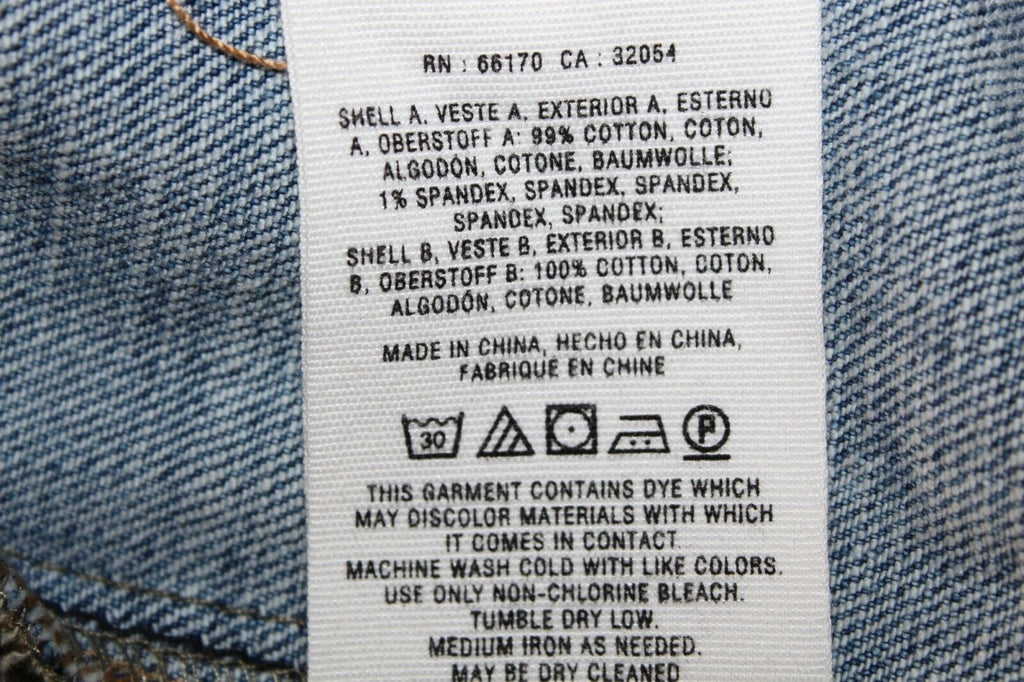 RN : 66170 CA : 32054
SHELL A, VESTE A, EXTERIOR A, ESTERNO
A, OBERSTOFF A: 99% COTTON, COTON,
ALGODÓN, COTONE, BAUMWOLLE;
1% SPANDEX, SPANDEX, SPANDEX,
SPANDEX, SPANDEX;
SHELL B, VESTE B, EXTERIOR B, ESTERNO
B, OBERSTOFF B: 100% COTTON, COTON,
ALGODÓN, COTONE, BAUMWOLLE
MADE IN CHINA, HECHO EN CHINA,
FABRIQUE EN CHINE
30 P
THIS GARMENT CONTAINS DYE WHICH
MAY DISCOLOR MATERIALS WITH WHICH
IT COMES IN CONTACT
MACHINE WASH COLD WITH LIKE COLORS.
USE ONLY NON-CHLORINE BLEACH.
TUMBLE DRY LOW.
MEDIUM IRON AS NEEDED.
MAY BE DRY CLEANED